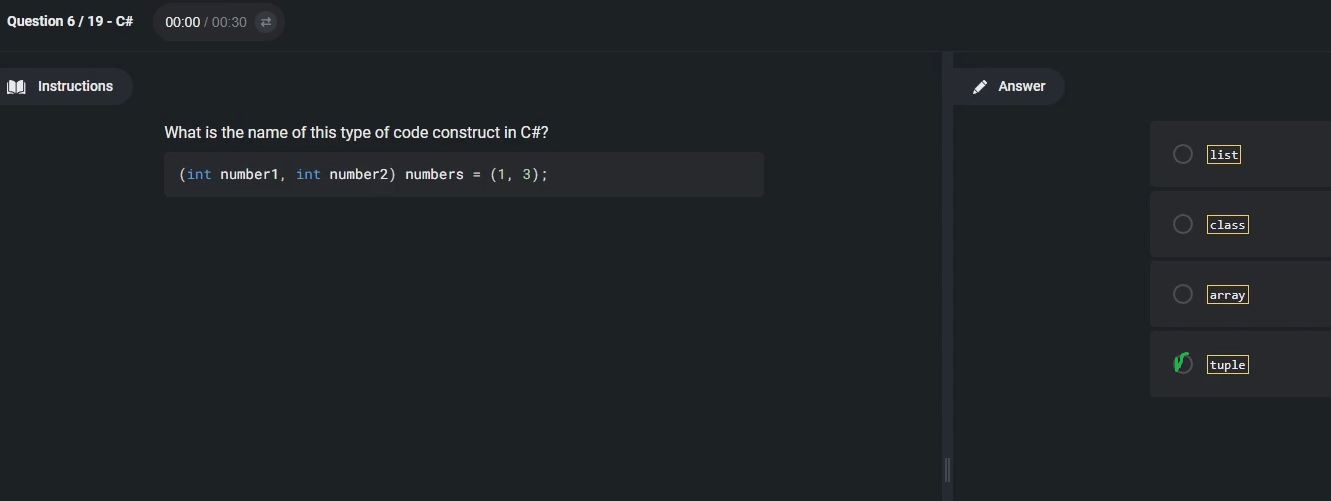 Question 6 / 19 - C#
00:00 / 00:30
Instructions
Answer
What is the name of this type of code construct in C#?
(int number1, int number2) numbers = (1, 3);
list
class
array
tuple